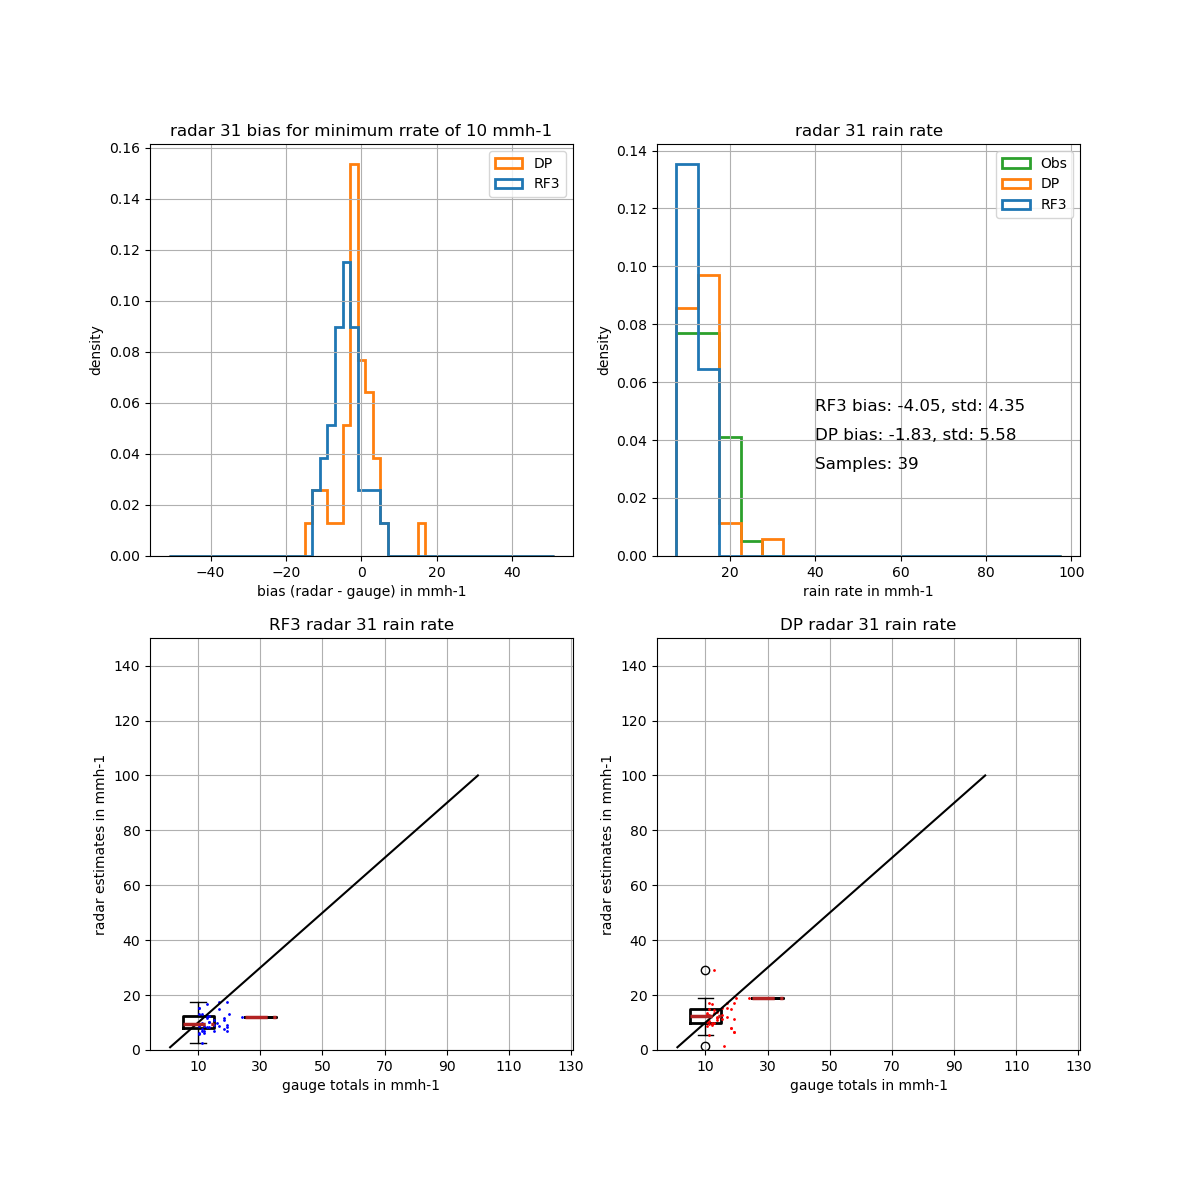 radar 31 bias for minimum rrate of 10 mmh-1
0.16
0.14
0.12
0.10
0.08
0.06
0.04
0.02
0.00
density
DP
RF3
−40
−20
0
20
40
bias (radar - gauge) in mmh-1
radar 31 rain rate
0.14
0.12
0.10
0.08
0.06
0.04
0.02
0.00
density
Obs
DP
RF3
RF3 bias: -4.05, std: 4.35
DP bias: -1.83, std: 5.58
Samples: 39
20
40
60
80
100
rain rate in mmh-1
RF3 radar 31 rain rate
140
120
100
80
60
40
20
0
radar estimates in mmh-1
10
30
50
70
90
110
130
gauge totals in mmh-1
DP radar 31 rain rate
140
120
100
80
60
40
20
0
radar estimates in mmh-1
10
30
50
70
90
110
130
gauge totals in mmh-1